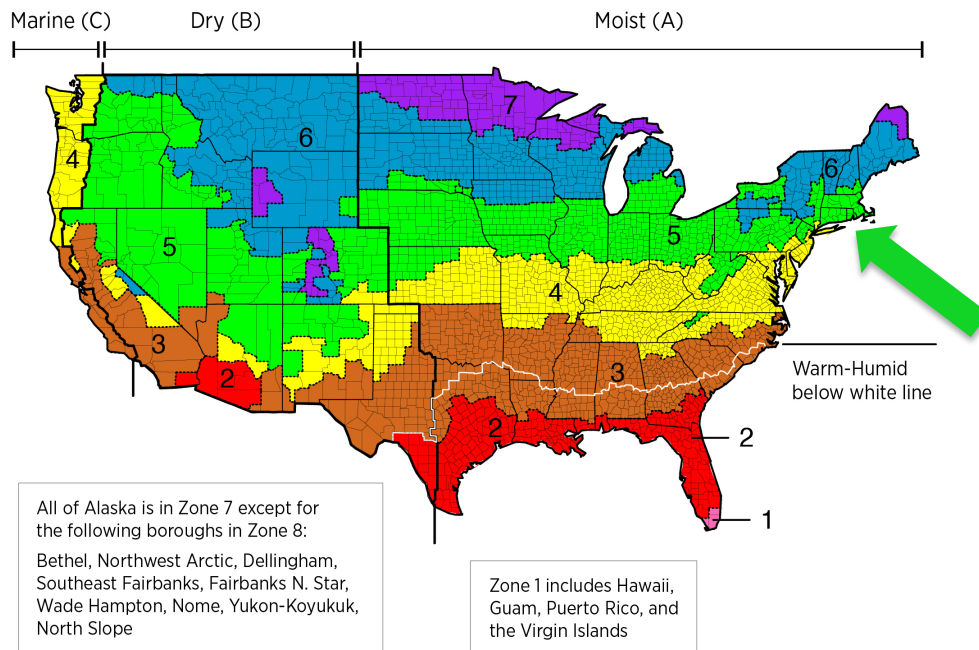 Marine (C)
Dry (B)
Moist (A)
7
6
4
6
5
5
4
3
3
2
2
2
1
Warm-Humid
below white line
All of Alaska is in Zone 7 except for
the following boroughs in Zone 8:
Bethel, Northwest Arctic, Dellingham,
Southeast Fairbanks, Fairbanks N. Star,
Wade Hampton, Nome, Yukon-Koyukuk,
North Slope
Zone 1 includes Hawaii,
Guam, Puerto Rico, and
the Virgin Islands